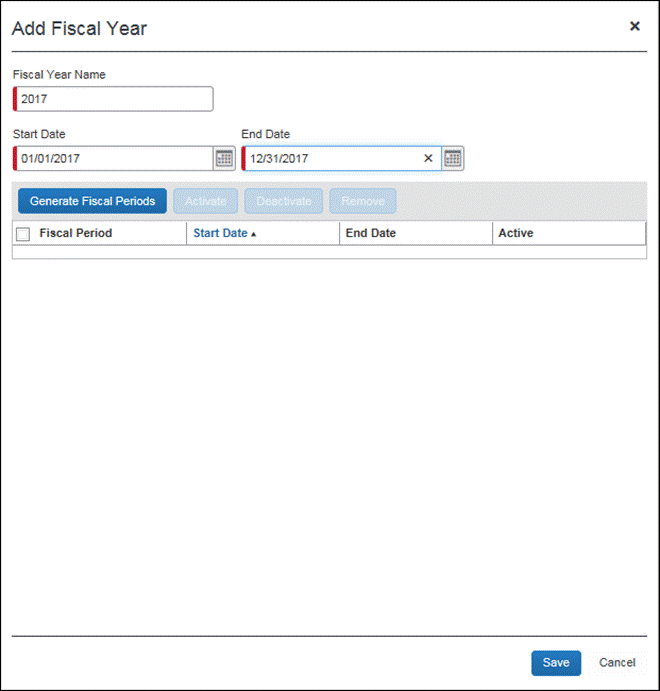 Add Fiscal Year
Fiscal Year Name
2017
Start Date End Date
01/01/2017 12/31/2017
Generate Fiscal Periods Activate Deactivate Remove
Fiscal Period Start Date End Date Active
Save Cancel